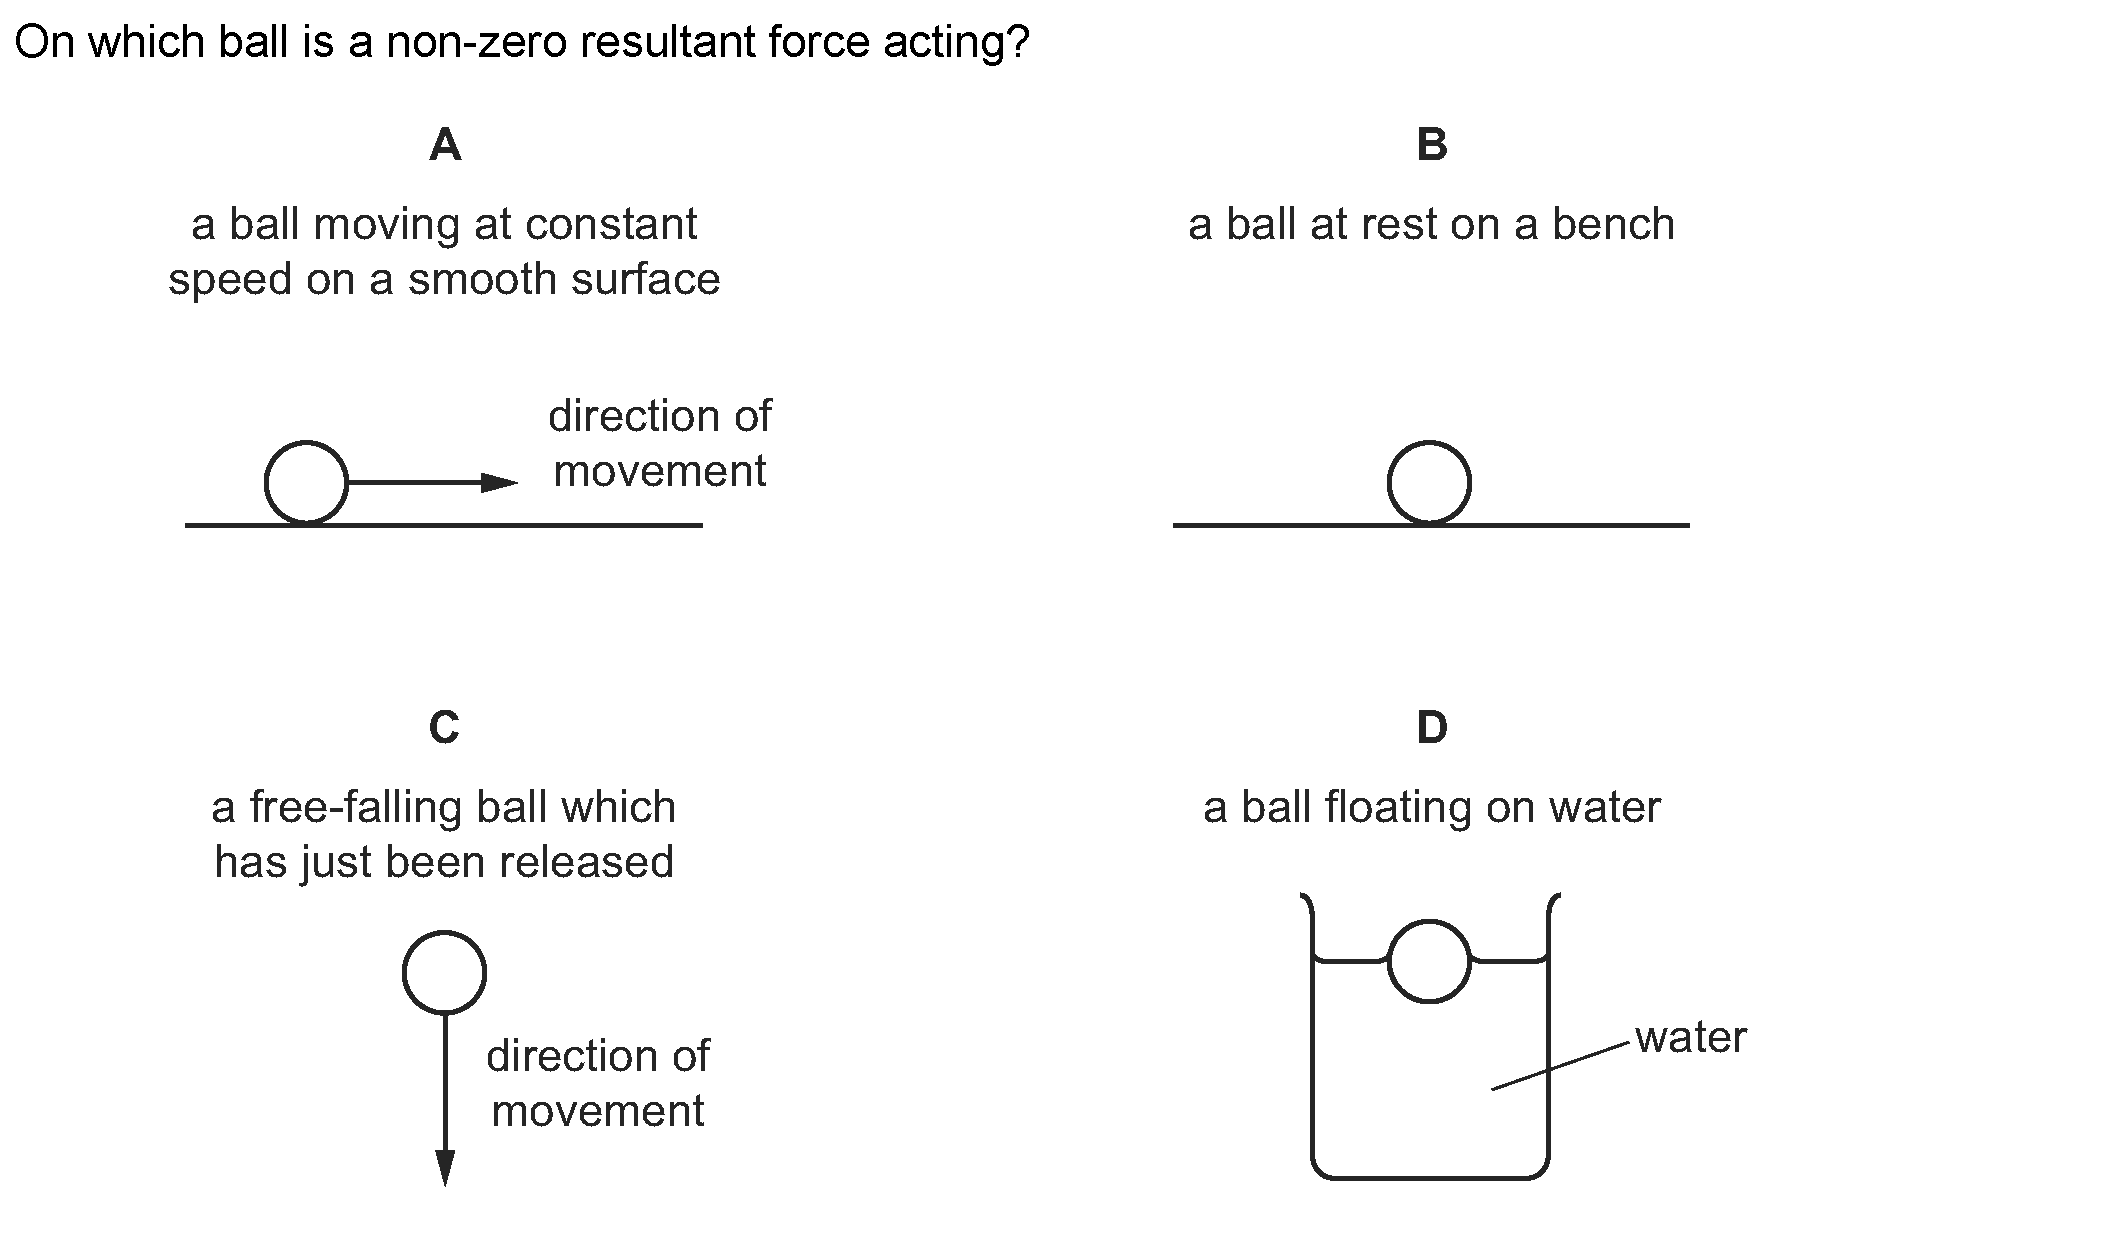 On which ball is a non-zero resultant force acting?
A
a ball moving at constant
speed on a smooth surface
direction of
movement
B
a ball at rest on a bench
C
a free-falling ball which
has just been released
direction of
movement
D
a ball floating on water
water